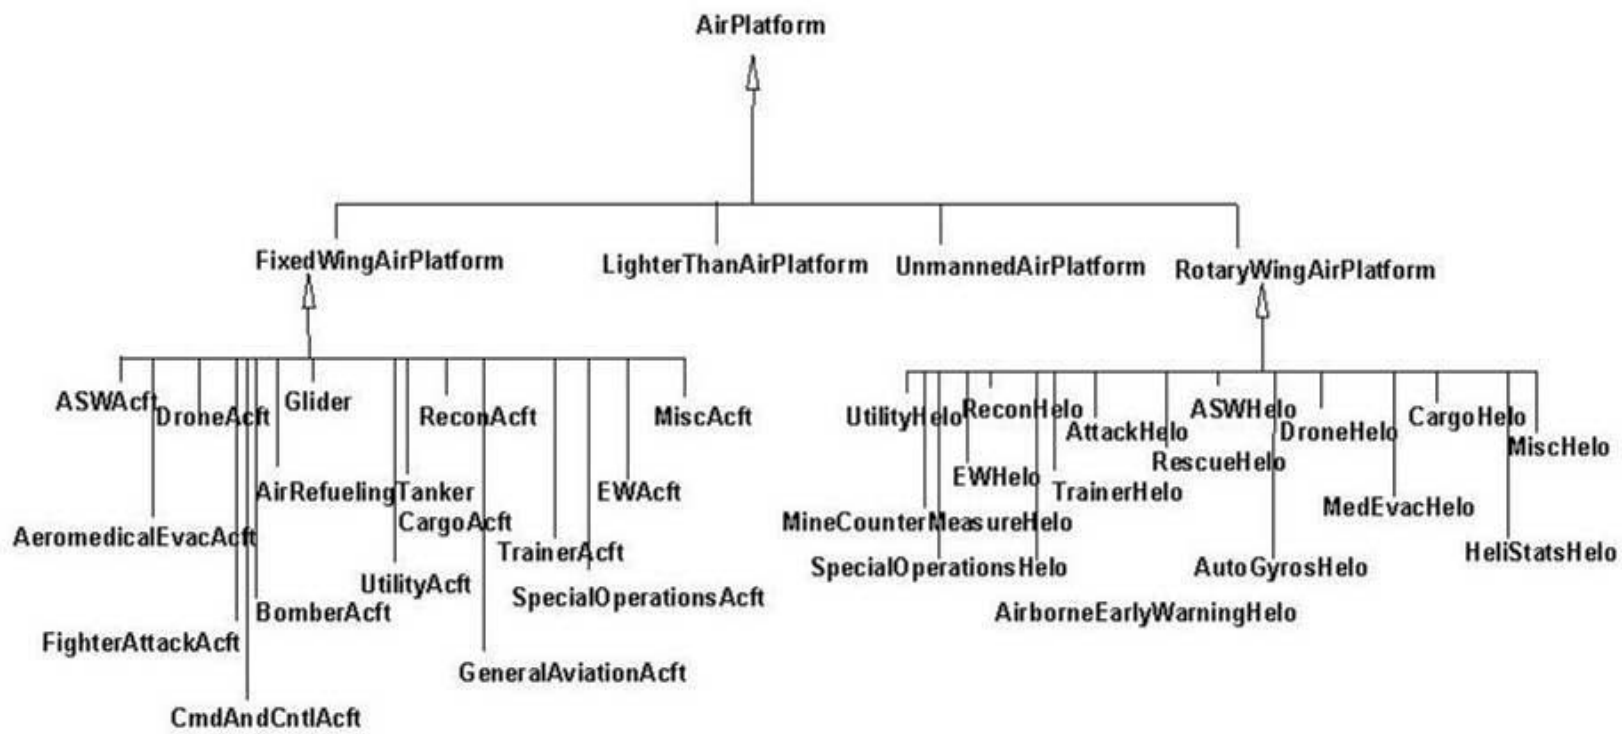 AirPlatform
FixedWingAirPlatform
LighterThanAirPlatform
UnmannedAirPlatform
RotaryWingAirPlatform
ASWAcft
DroneAcft
Glider
ReconAcft
MiscAcft
AirRefuelingTanker
EWAcft
CargoAcft
AeromedicalEvacAcft
TrainerAcft
UtilityAcft
SpecialOperationsAcft
BomberAcft
FighterAttackAcft
GeneralAviationAcft
CmdAndCntlAcft
UtilityHelo
ReconHelo
ASWHelo
CargoHelo
AttackHelo
DroneHelo
MiscHelo
RescueHelo
EWHelo
TrainerHelo
MedEvacHelo
MineCounterMeasureHelo
HeliStatsHelo
SpecialOperationsHelo
AutoGyrosHelo
AirborneEarlyWarningHelo